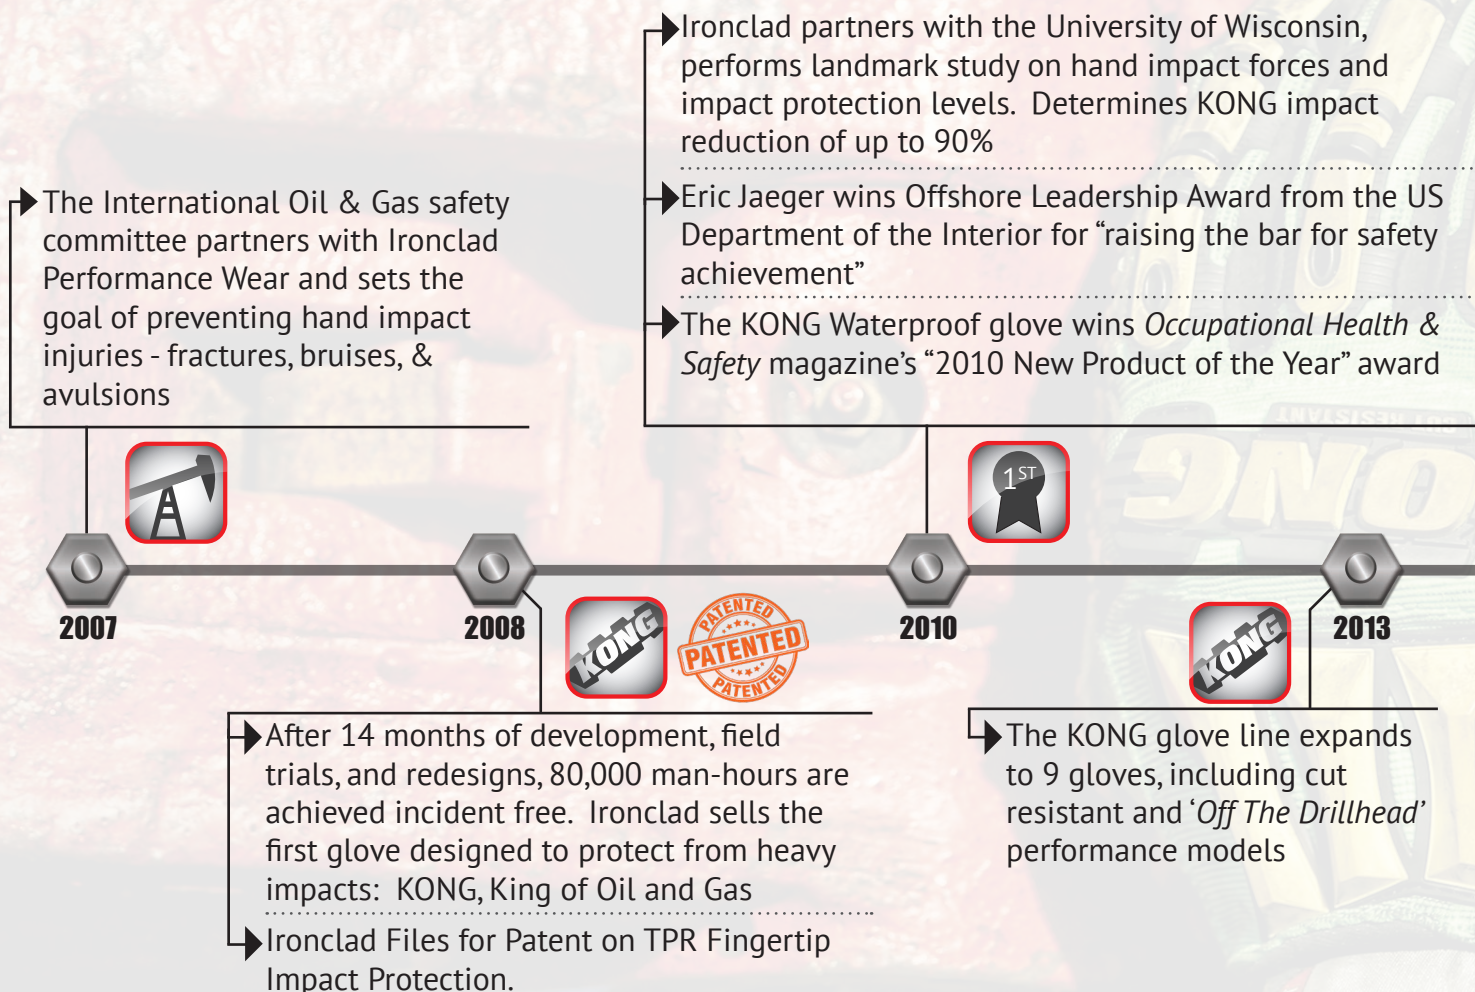 The International Oil & Gas safety
committee partners with Ironclad
Performance Wear and sets the
goal of preventing hand impact
injuries - fractures, bruises, &
avulsions
2007
2008
KONG
PATENTED
PATENTED
PATENTED
After 14 months of development, field
trials, and redesigns, 80,000 man-hours are
achieved incident free.  Ironclad sells the
first glove designed to protect from heavy
impacts:  KONG, King of Oil and Gas
Ironclad Files for Patent on TPR Fingertip
Impact Protection.
Ironclad partners with the University of Wisconsin,
performs landmark study on hand impact forces and
impact protection levels.  Determines KONG impact
reduction of up to 90%
Eric Jaeger wins Offshore Leadership Award from the US
Department of the Interior for “raising the bar for safety
achievement”
The KONG Waterproof glove wins Occupational Health &
Safety magazine’s “2010 New Product of the Year” award
1ST
2010
KONG
2013
The KONG glove line expands
to 9 gloves, including cut
resistant and ‘Off The Drillhead’
performance models
RESISTANT
KONG